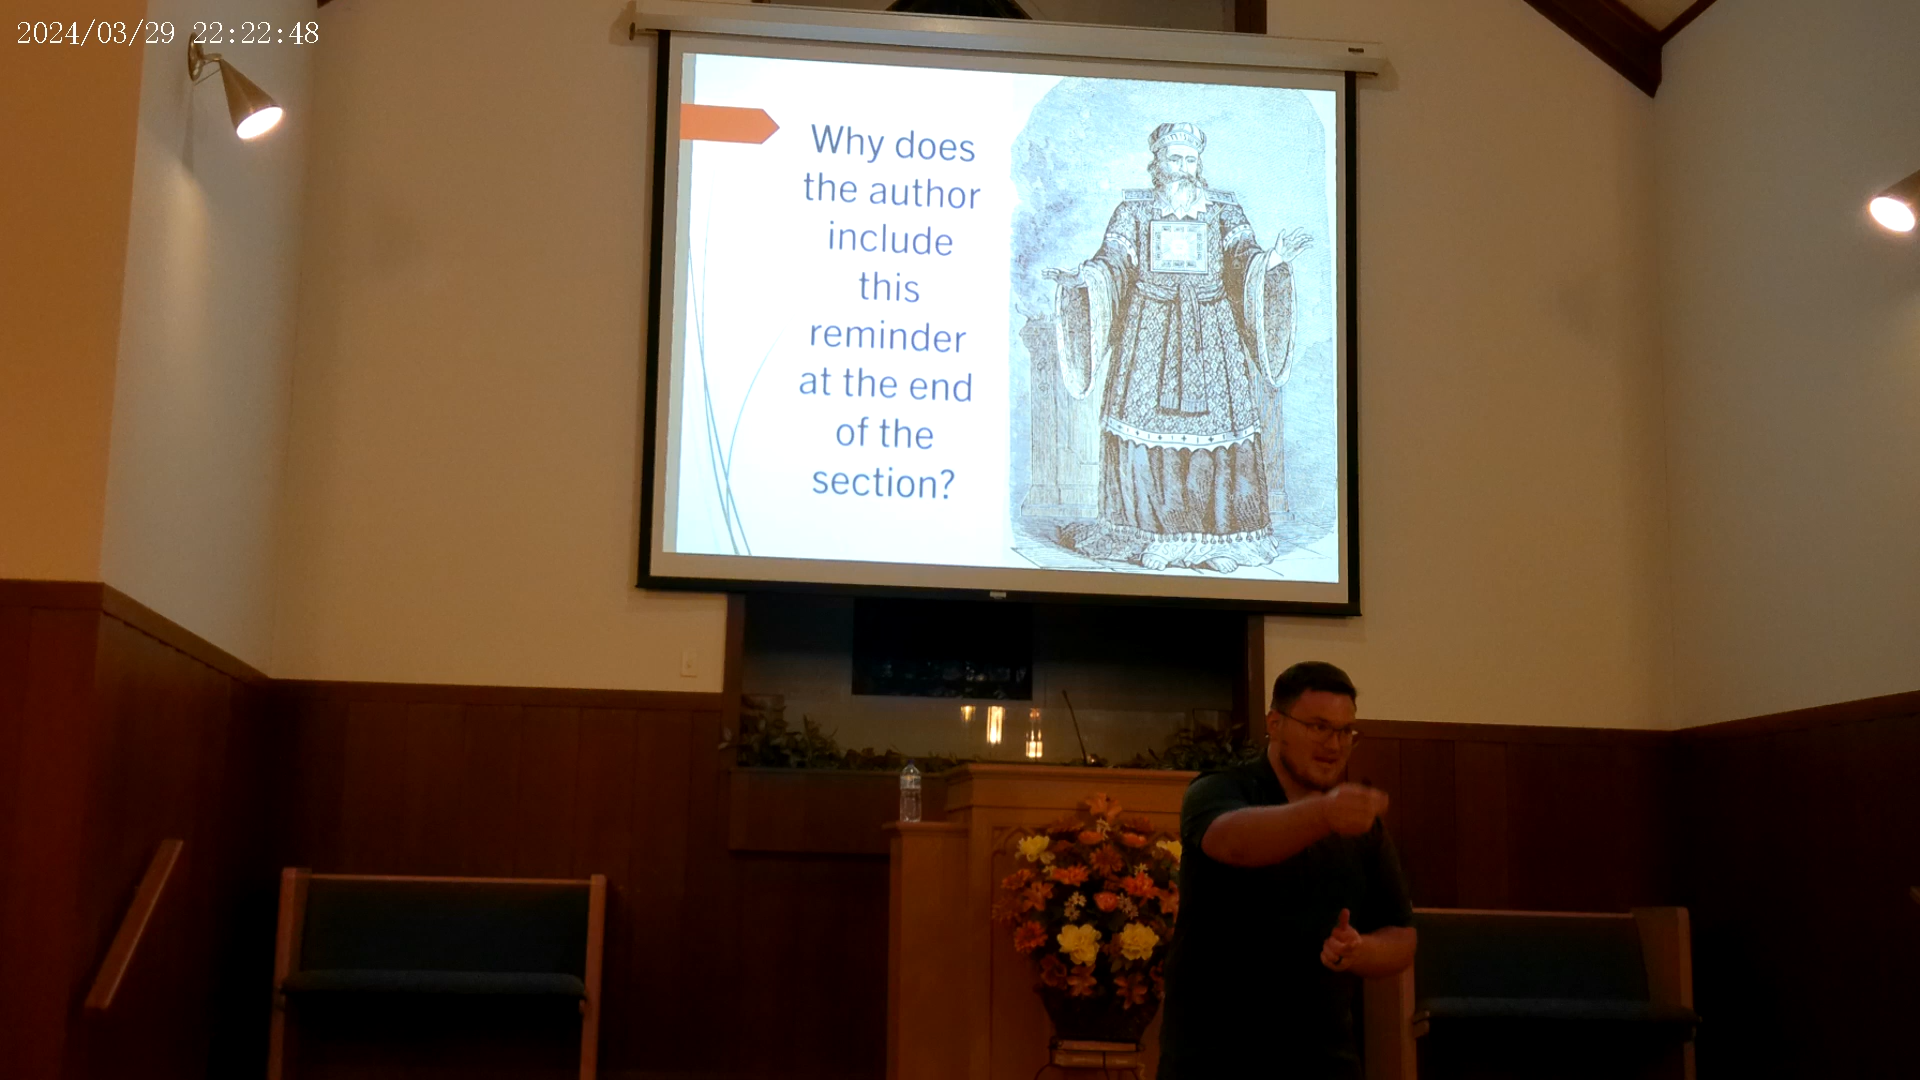 2024/03/29 22:22:48
Why does
the author
include
this
reminder
at the end
of the
section?